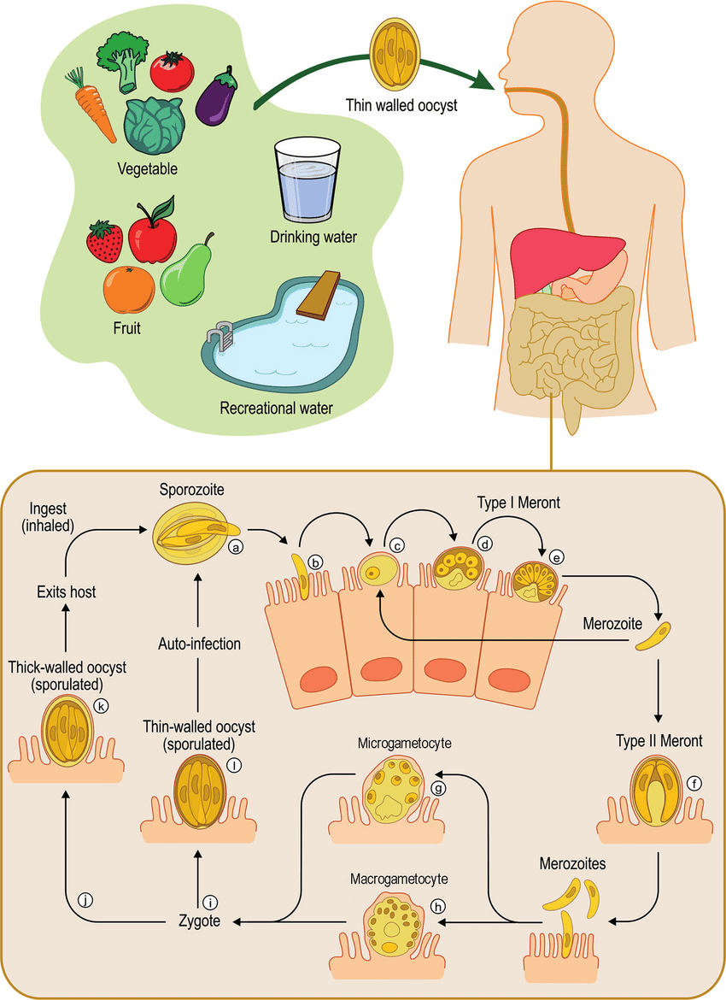 Thin walled oocyst
Vegetable
Drinking water
Fruit
Recreational water
Sporozoite
Ingest
(inhaled)
Type I Meront
a
b
c
d
e
Exits host
Merozoite
Auto-infection
Thick-walled oocyst
(sporulated)
k
Thin-walled oocyst
(sporulated)
l
Microgametocyte
g
Type II Meront
f
Merozoites
Macrogametocyte
h
j
i
Zygote